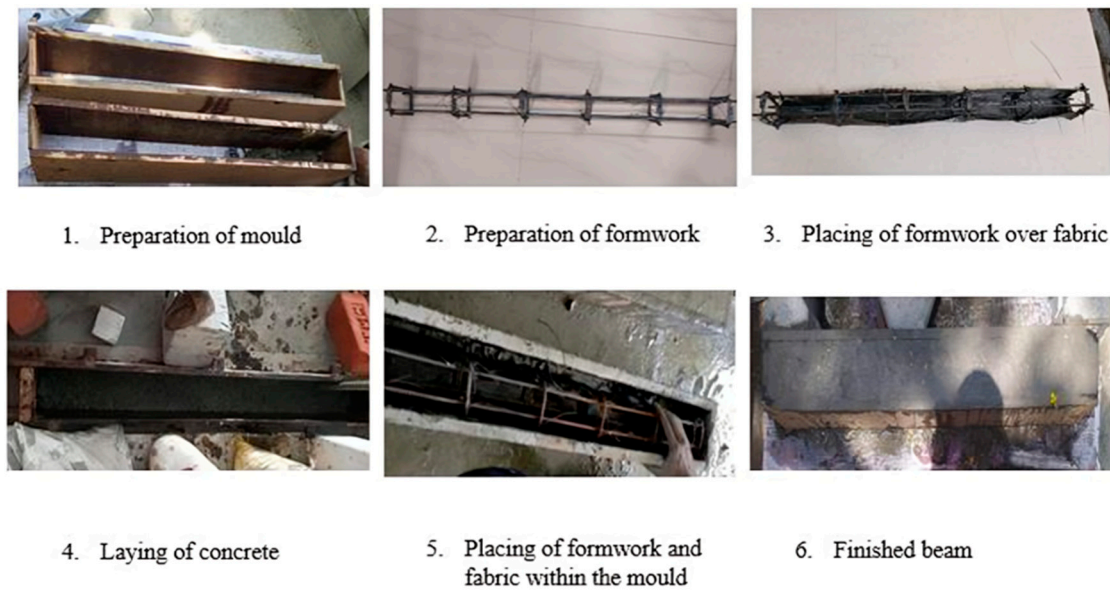 1. Preparation of mould
2. Preparation of formwork
3. Placing of formwork over fabric
4. Laying of concrete
5. Placing of formwork and
fabric within the mould
6. Finished beam